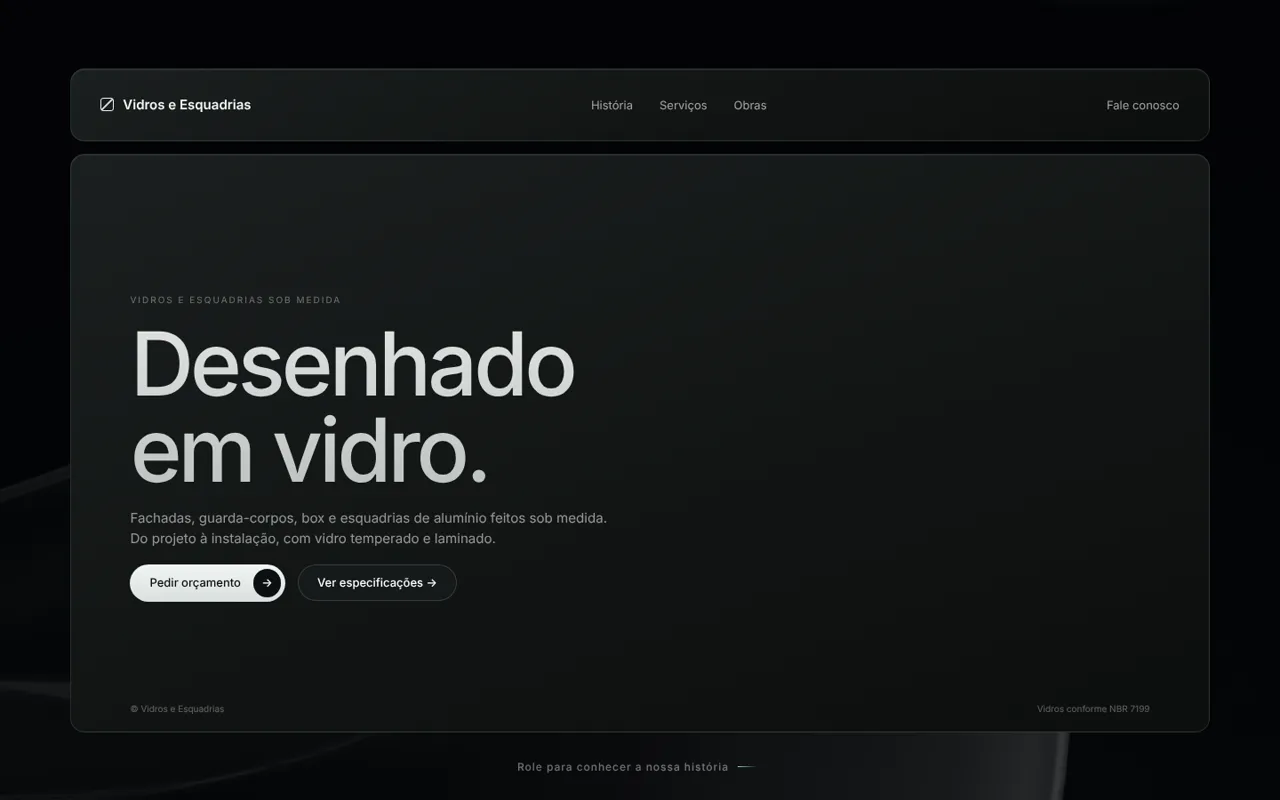 Vidros e Esquadrias
História
Serviços
Obras
Fale conosco
VIDROS E ESQUADRIAS SOB MEDIDA
Desenhado
em vidro.
Fachadas, guarda-corpos, box e esquadrias de alumínio feitos sob medida.
Do projeto à instalação, com vidro temperado e laminado.
Pedir orçamento →
Ver especificações →
© Vidros e Esquadrias
Vidros conforme NBR 7199
Role para conhecer a nossa história